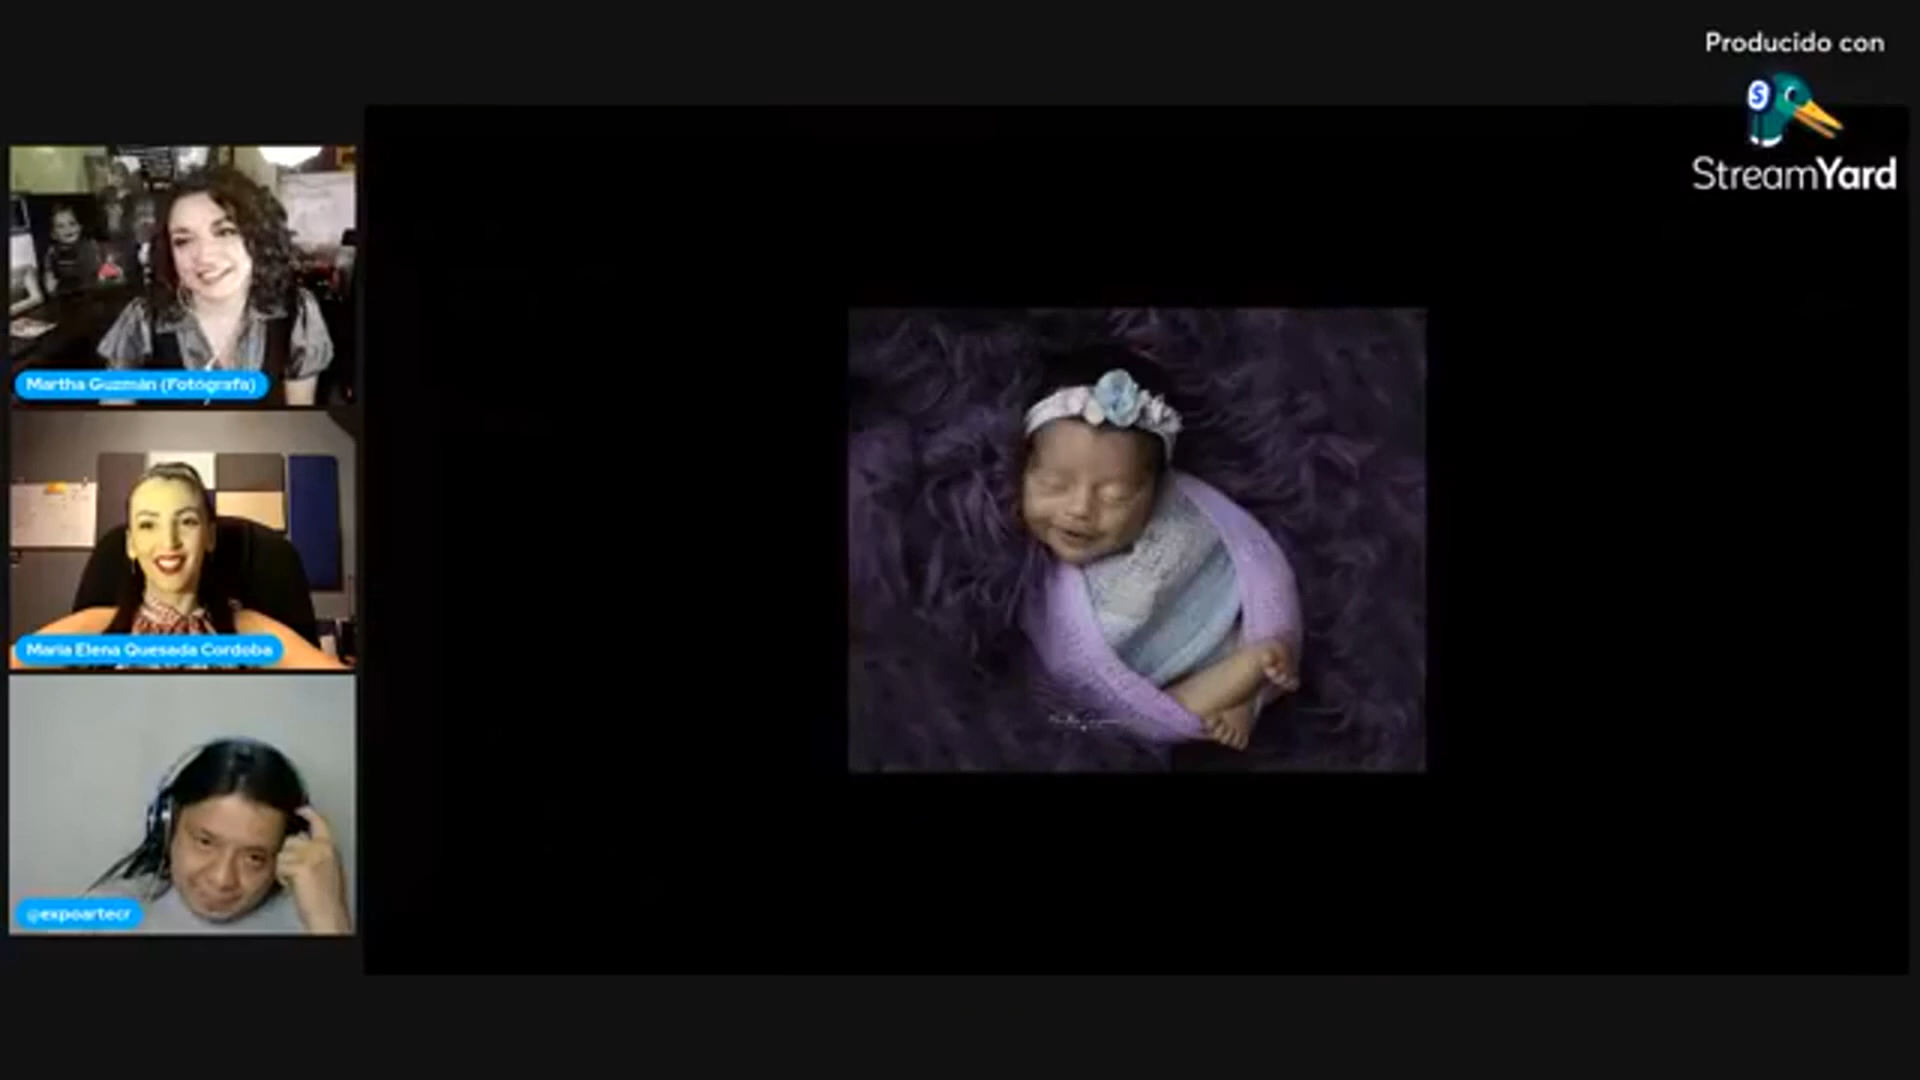 Producido con
StreamYard
Martha Guzmán (Fotógrafa)
Maria Elena Quesada Cordoba
@expoartecr